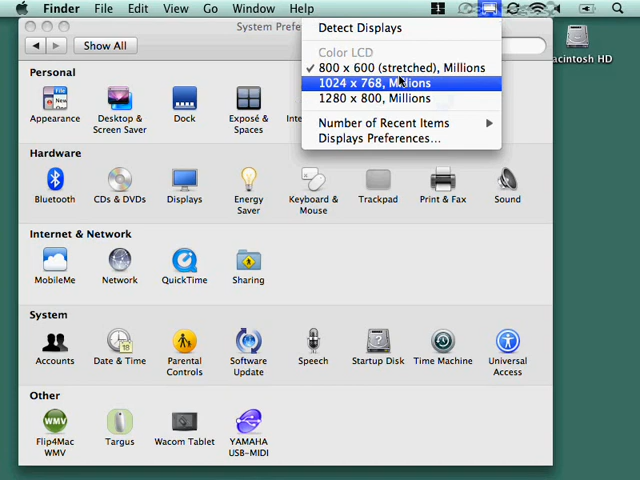 Finder File Edit View Go Window Help
System Prefe
Show All
Detect Displays
Color LCD
✓ 800 x 600 (stretched), Millions
1024 x 768, Millions
1280 x 800, Millions
Number of Recent Items
Displays Preferences...
Macintosh HD
Personal
Appearance
Desktop & Screen Saver
Dock
Exposé & Spaces
Hardware
Bluetooth
CDs & DVDs
Displays
Energy Saver
Keyboard & Mouse
Trackpad
Print & Fax
Sound
Internet & Network
MobileMe
Network
QuickTime
Sharing
System
Accounts
Date & Time
Parental Controls
Software Update
Speech
Startup Disk
Time Machine
Universal Access
Other
Flip4Mac WMV
Targus
Wacom Tablet
YAMAHA USB-MIDI